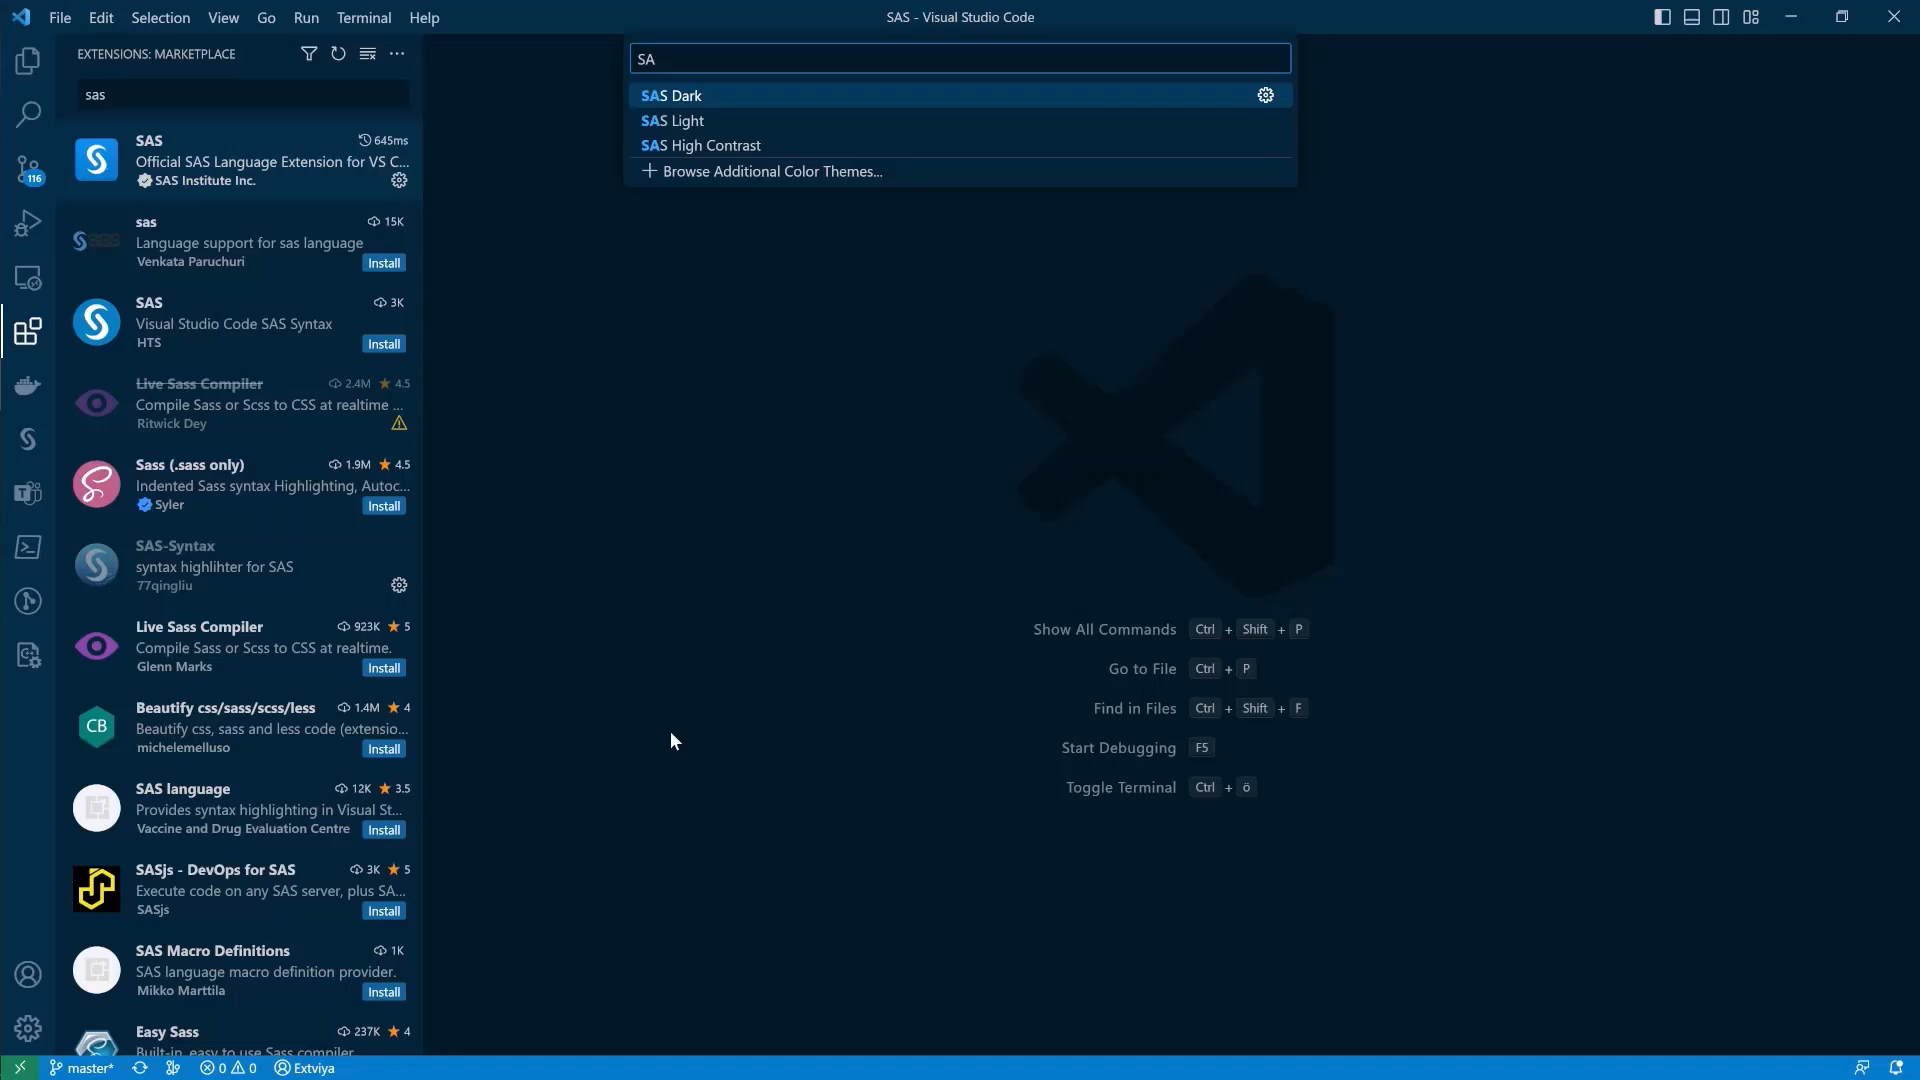 File Edit Selection View Go Run Terminal Help
SAS - Visual Studio Code
EXTENSIONS: MARKETPLACE
sas
SAS 645ms
Official SAS Language Extension for VS C...
SAS Institute Inc.
sas 15K
Language support for sas language
Venkata Paruchuri Install
SAS 3K
Visual Studio Code SAS Syntax
HTS Install
Live Sass Compiler 2.4M 4.5
Compile Sass or Scss to CSS at realtime ...
Ritwick Dey
Sass (.sass only) 1.9M 4.5
Indented Sass syntax Highlighting, Autoc...
Syler Install
SAS-Syntax
syntax highlihter for SAS
77qingliu
Live Sass Compiler 923K 5
Compile Sass or Scss to CSS at realtime.
Glenn Marks Install
CB
Beautify css/sass/scss/less 1.4M 4
Beautify css, sass and less code (extensio...
michelemelluso Install
SAS language 12K 3.5
Provides syntax highlighting in Visual St...
Vaccine and Drug Evaluation Centre Install
SASjs - DevOps for SAS 3K 5
Execute code on any SAS server, plus SA...
SASjs Install
SAS Macro Definitions 1K
SAS language macro definition provider.
Mikko Marttila Install
Easy Sass 237K 4
Built-in, easy to use Sass compiler
116
SA
SAS Dark
SAS Light
SAS High Contrast
Browse Additional Color Themes...
Show All Commands Ctrl + Shift + P
Go to File Ctrl + P
Find in Files Ctrl + Shift + F
Start Debugging F5
Toggle Terminal Ctrl + ö
master* 0 0 Extviya